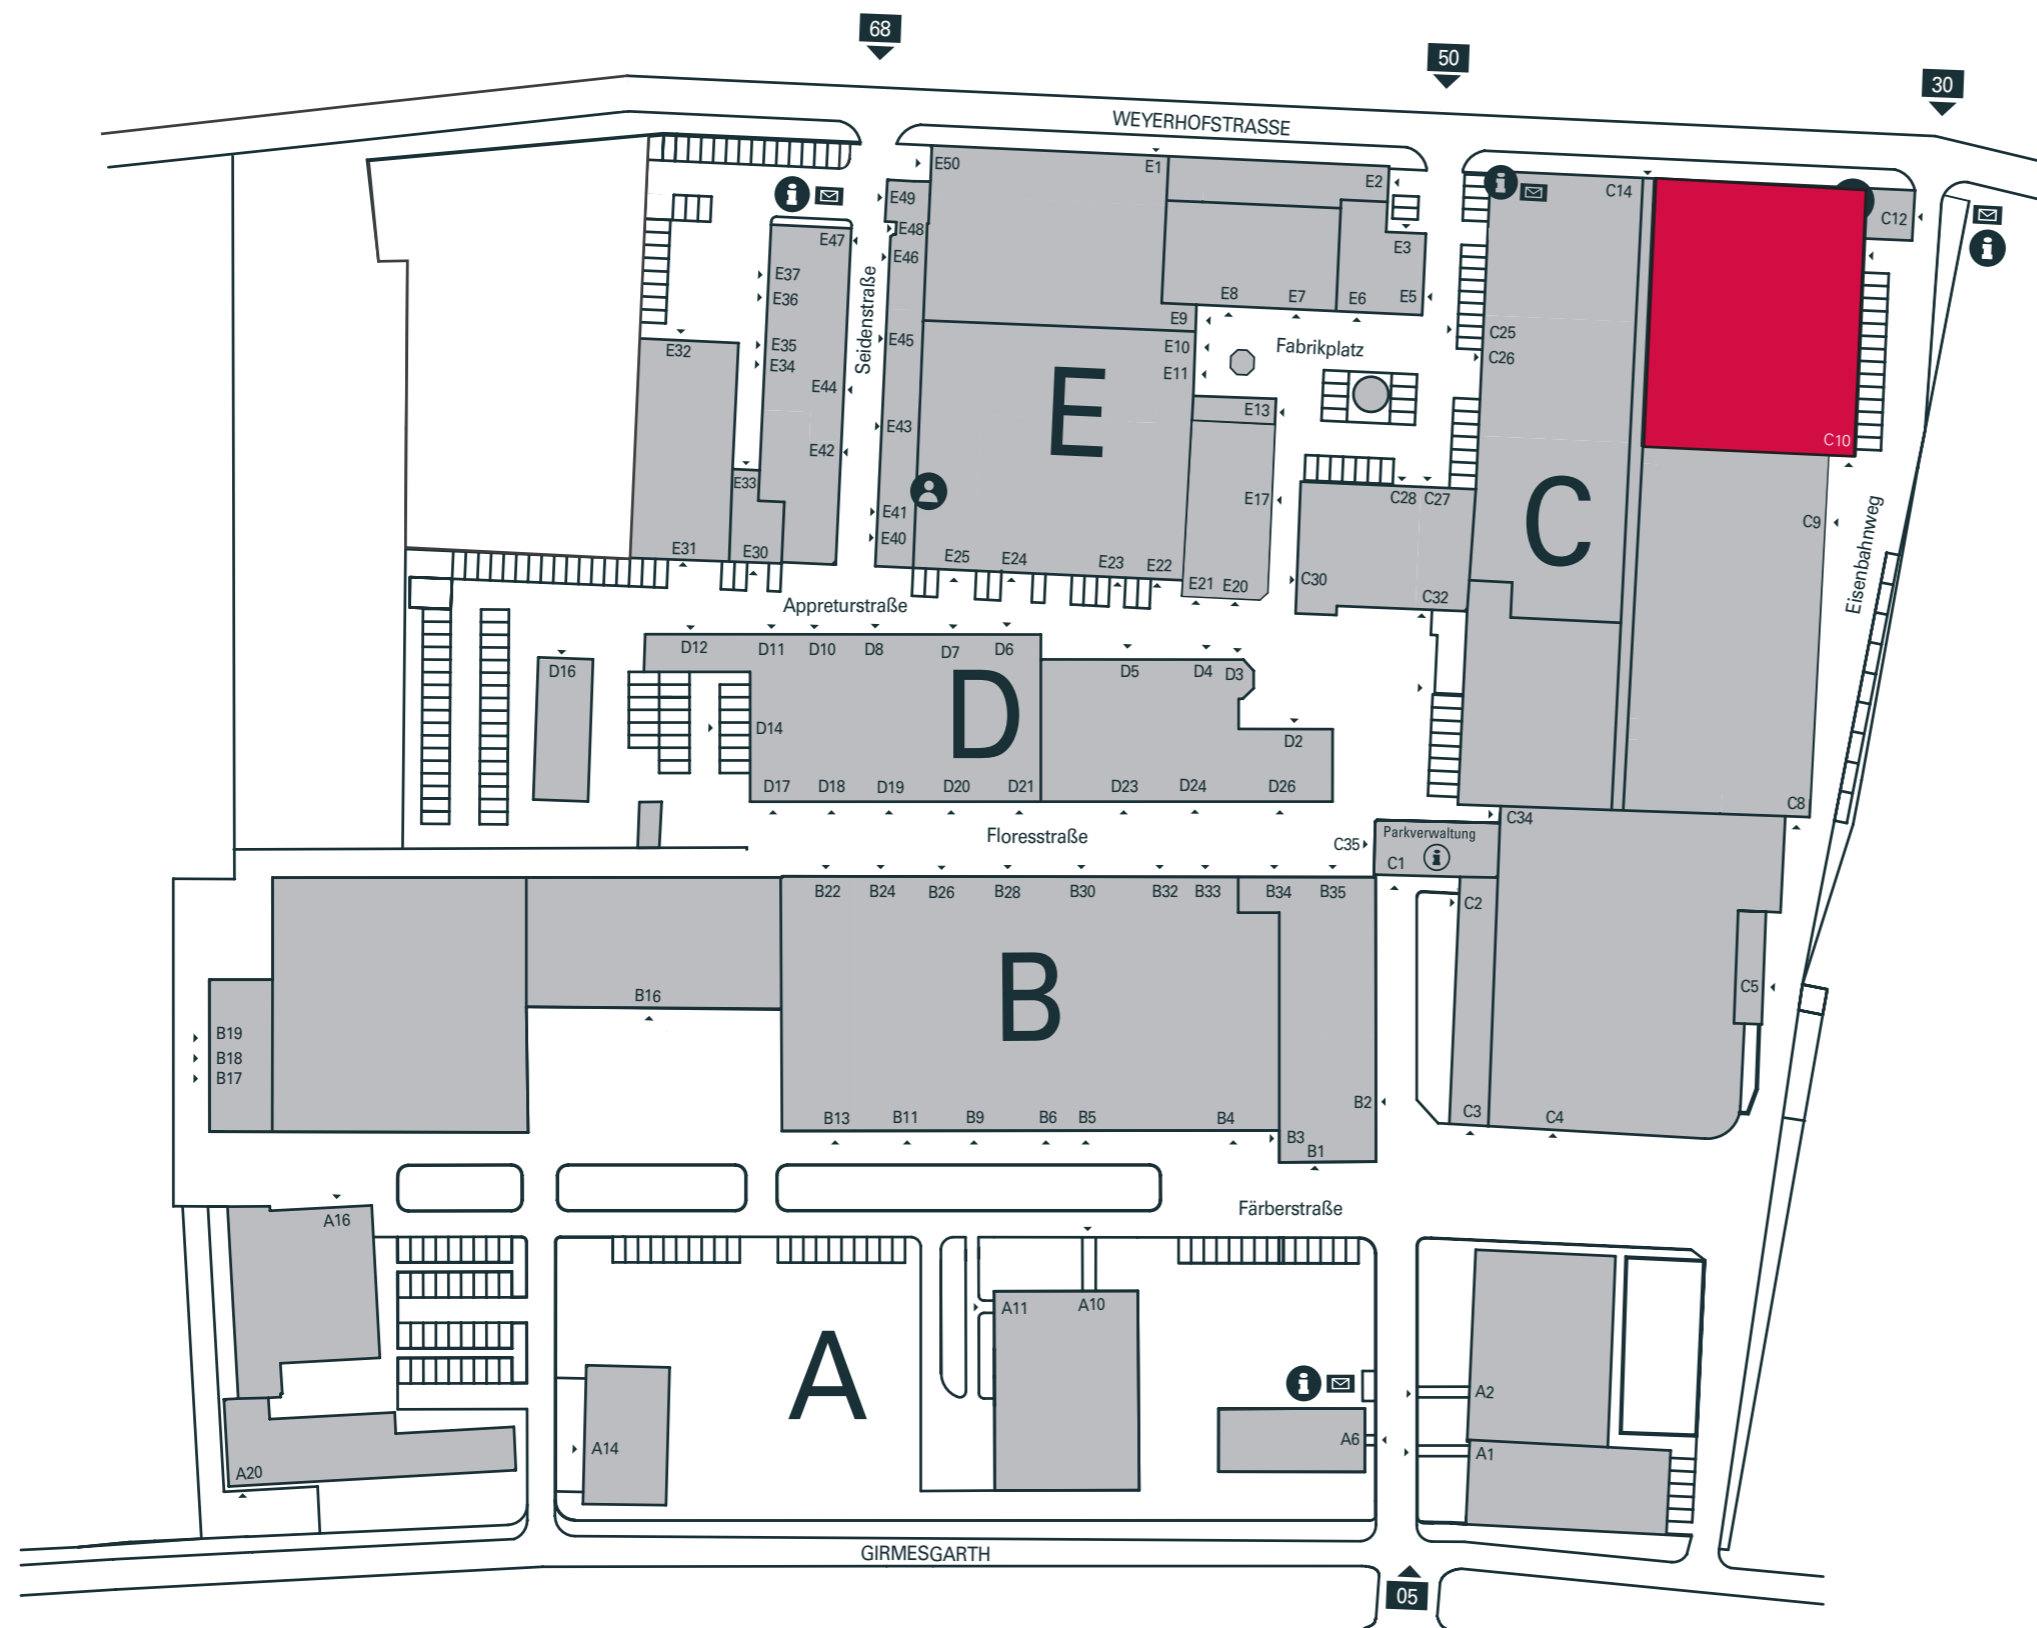 68
50
30
WEYERHOFSTRASSE
E50
E1
E2
C14
C12
E49
E48
E47
E46
E3
E37
E36
E8
E7
E6
E5
Seidenstraße
E9
E45
E10
E11
Fabrikplatz
C25
C26
E32
E35
E34
E44
E13
E43
E
E42
C10
E33
E17
C28
C27
C
C9
Eisenbahnweg
E41
E40
E31
E30
E25
E24
E23
E22
E21
E20
C30
C32
Appreturstraße
D12
D11
D10
D8
D7
D6
D16
D5
D4
D3
D
D14
D2
D17
D18
D19
D20
D21
D23
D24
D26
C8
C34
Floresstraße
Parkverwaltung
C35
C1
B22
B24
B26
B28
B30
B32
B33
B34
B35
C2
B16
B
C5
B19
B18
B17
B2
B13
B11
B9
B6
B5
B4
B3
B1
C3
C4
Färberstraße
A16
A11
A10
A
A2
A14
A6
A1
A20
GIRMESGARTH
05